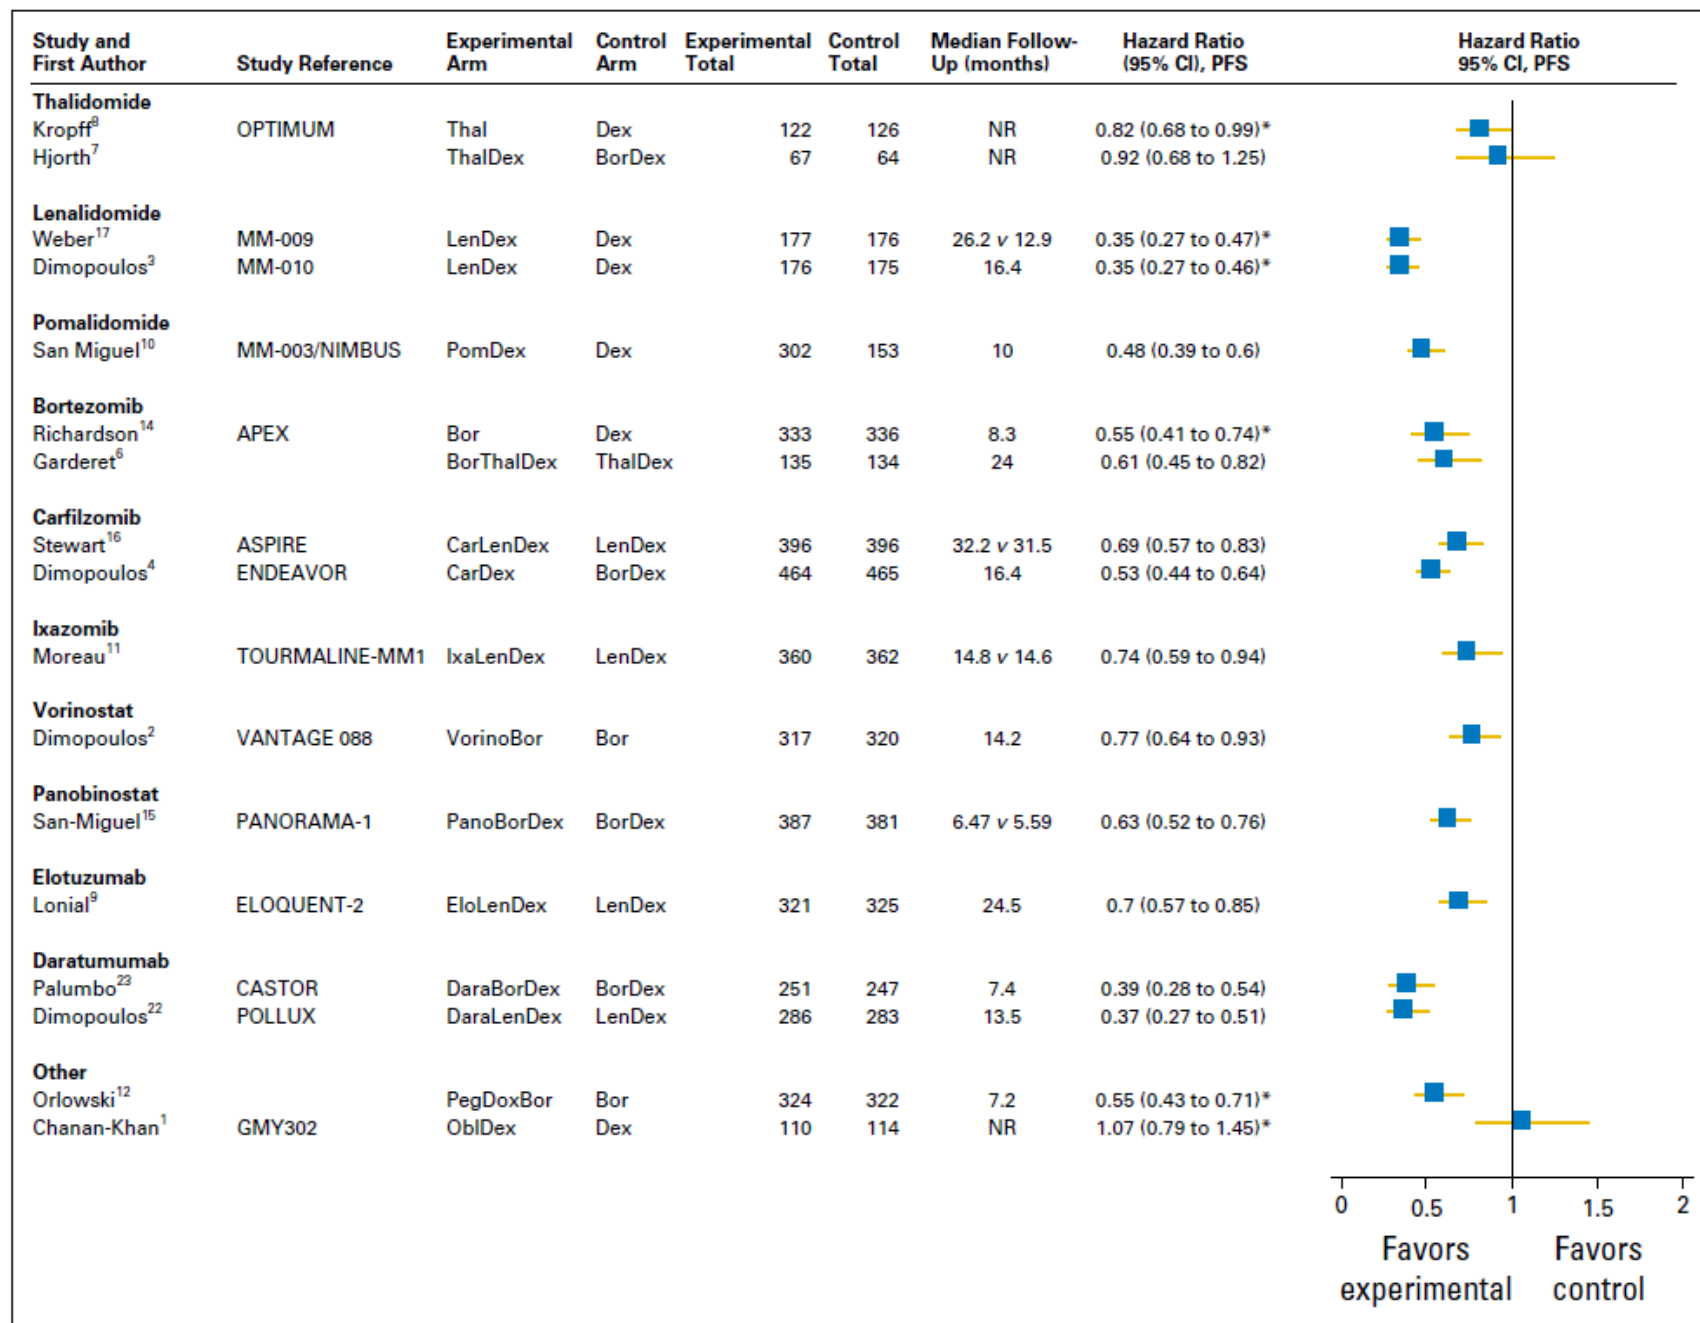 Study and First Author Study Reference Experimental Arm Control Arm Experimental Total Control Total Median Follow-Up (months) Hazard Ratio (95% CI), PFS Hazard Ratio 95% CI, PFS
Thalidomide
Kropff8 OPTIMUM Thal Dex 122 126 NR 0.82 (0.68 to 0.99)*
Hjorth7 ThalDex BorDex 67 64 NR 0.92 (0.68 to 1.25)
Lenalidomide
Weber17 MM-009 LenDex Dex 177 176 26.2 v 12.9 0.35 (0.27 to 0.47)*
Dimopoulos3 MM-010 LenDex Dex 176 175 16.4 0.35 (0.27 to 0.46)*
Pomalidomide
San Miguel10 MM-003/NIMBUS PomDex Dex 302 153 10 0.48 (0.39 to 0.6)
Bortezomib
Richardson14 APEX Bor Dex 333 336 8.3 0.55 (0.41 to 0.74)*
Garderet6 BorThalDex ThalDex 135 134 24 0.61 (0.45 to 0.82)
Carfilzomib
Stewart16 ASPIRE CarLenDex LenDex 396 396 32.2 v 31.5 0.69 (0.57 to 0.83)
Dimopoulos4 ENDEAVOR CarDex BorDex 464 465 16.4 0.53 (0.44 to 0.64)
Ixazomib
Moreau11 TOURMALINE-MM1 IxaLenDex LenDex 360 362 14.8 v 14.6 0.74 (0.59 to 0.94)
Vorinostat
Dimopoulos2 VANTAGE 088 VorinoBor Bor 317 320 14.2 0.77 (0.64 to 0.93)
Panobinostat
San-Miguel15 PANORAMA-1 PanoBorDex BorDex 387 381 6.47 v 5.59 0.63 (0.52 to 0.76)
Elotuzumab
Lonial9 ELOQUENT-2 EloLenDex LenDex 321 325 24.5 0.7 (0.57 to 0.85)
Daratumumab
Palumbo23 CASTOR DaraBorDex BorDex 251 247 7.4 0.39 (0.28 to 0.54)
Dimopoulos22 POLLUX DaraLenDex LenDex 286 283 13.5 0.37 (0.27 to 0.51)
Other
Orlowski12 PegDoxBor Bor 324 322 7.2 0.55 (0.43 to 0.71)*
Chanan-Khan1 GMY302 OblDex Dex 110 114 NR 1.07 (0.79 to 1.45)*
0 0.5 1 1.5 2
Favors experimental
Favors control